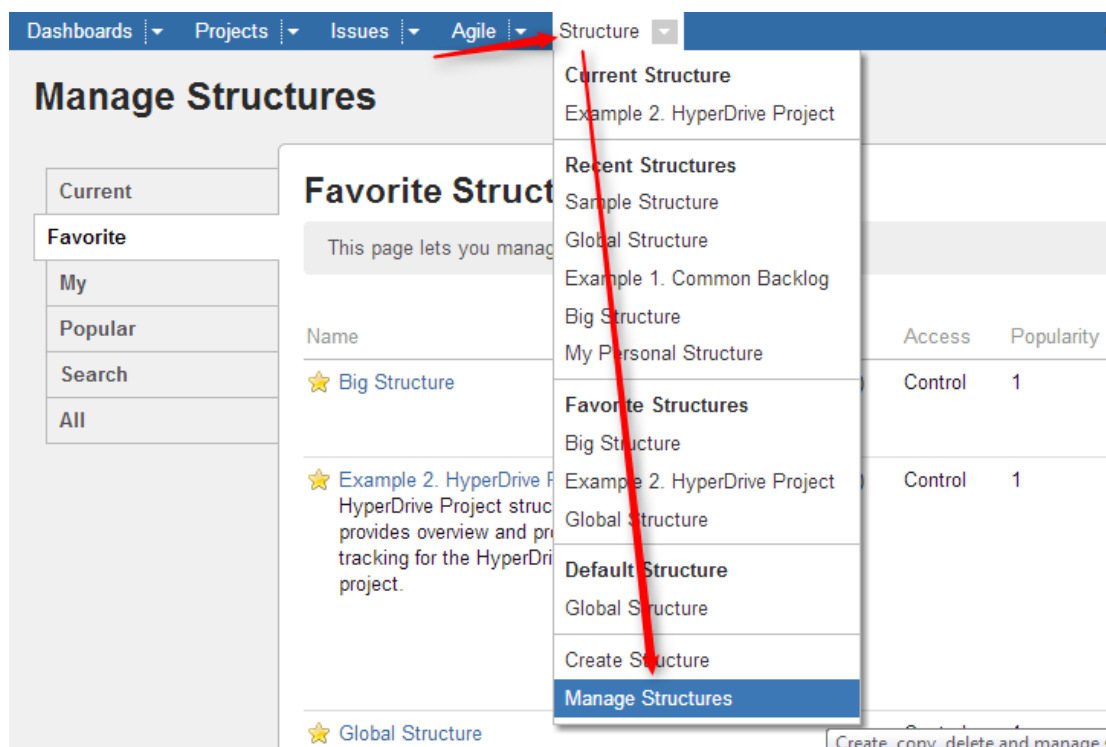 Dashboards Projects Issues Agile Structure
Manage Structures
Current
Favorite
My
Popular
Search
All
Favorite Struct
This page lets you manag
Name Access Popularity
Big Structure ) Control 1
Example 2. HyperDrive P ) Control 1
HyperDrive Project struc
provides overview and pro
tracking for the HyperDri
project.
Global Structure
Current Structure
Example 2. HyperDrive Project
Recent Structures
Sample Structure
Global Structure
Example 1. Common Backlog
Big Structure
My Personal Structure
Favorite Structures
Big Structure
Example 2. HyperDrive Project
Global Structure
Default Structure
Global Structure
Create Structure
Manage Structures
Create, copy, delete and manage